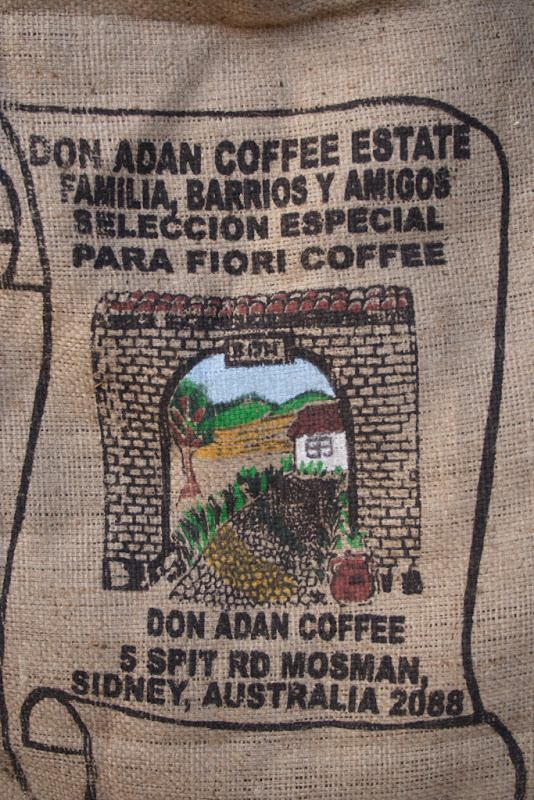 DON ADAN COFFEE ESTATE
FAMILIA, BARRIOS Y AMIGOS
SELECCION ESPECIAL
PARA FIORI COFFEE
DON ADAN COFFEE
5 SPIT RD MOSMAN,
SIDNEY, AUSTRALIA 2088